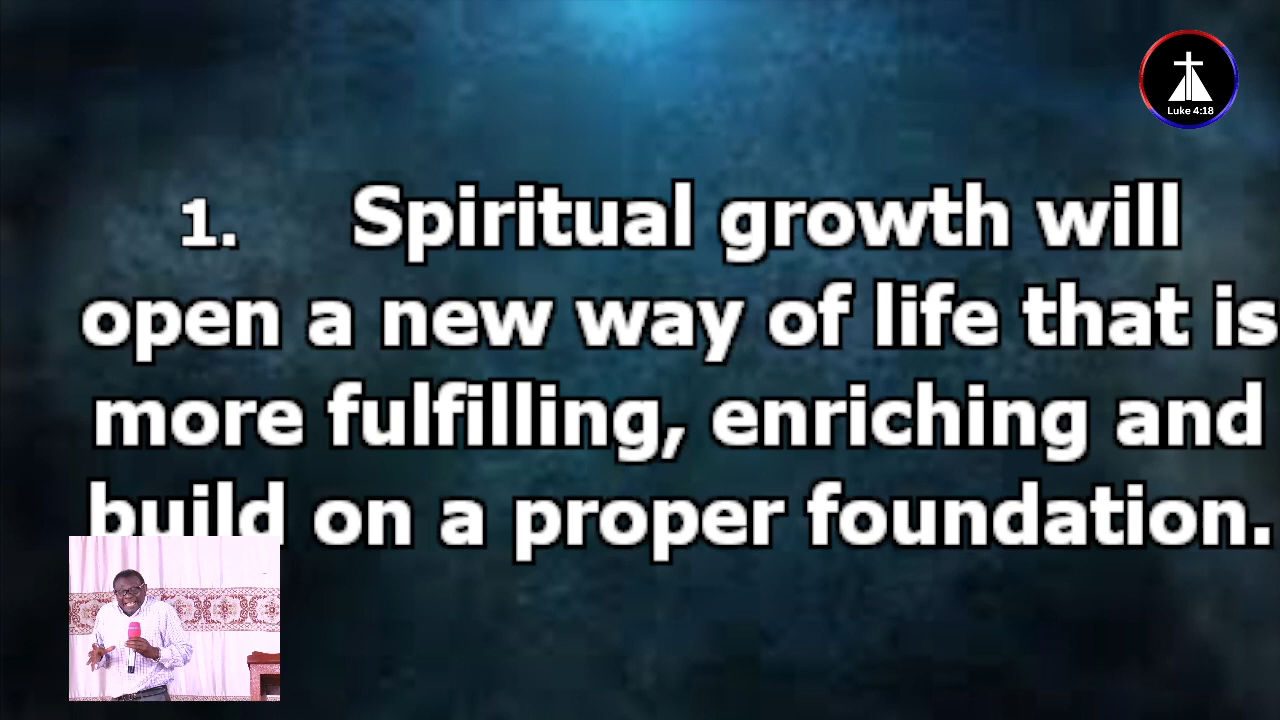 Luke 4:18
1. Spiritual growth will
open a new way of life that is
more fulfilling, enriching and
build on a proper foundation.